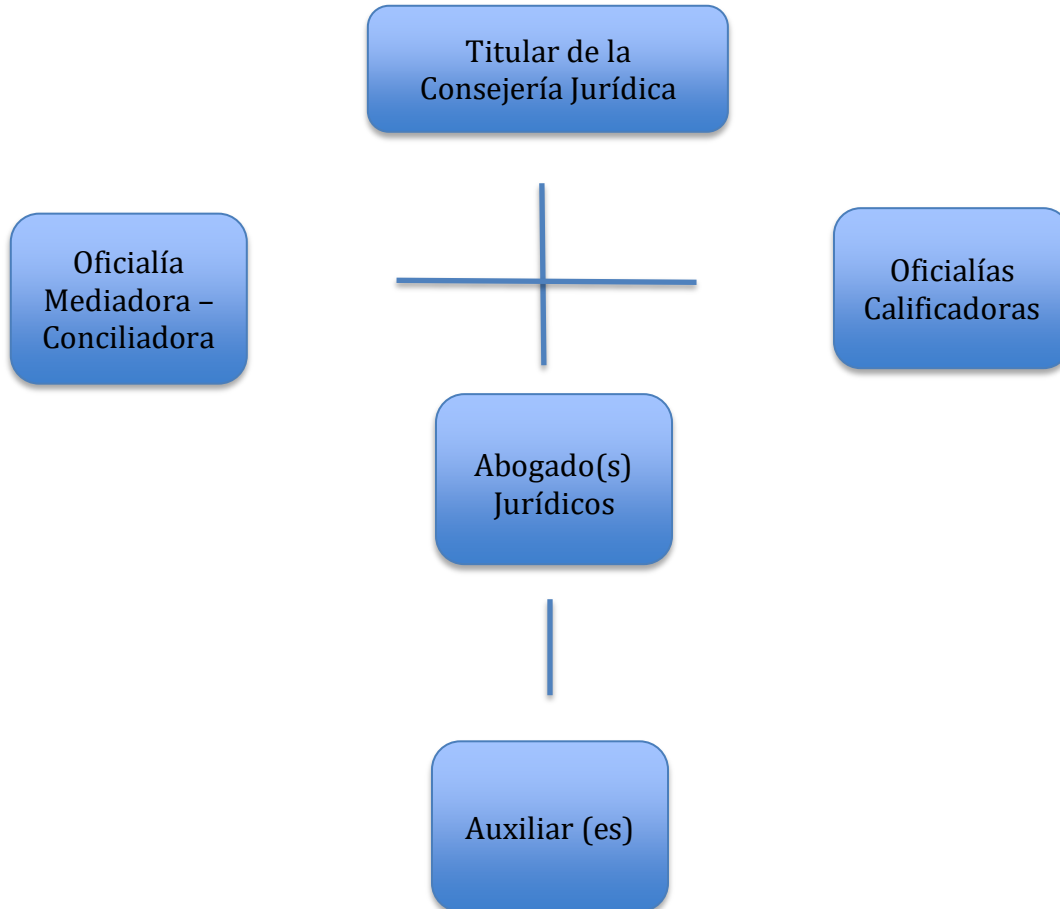 Titular de la
Consejería Jurídica
Oficialía
Mediadora –
Conciliadora
Oficialías
Calificadoras
Abogado(s)
Jurídicos
Auxiliar (es)